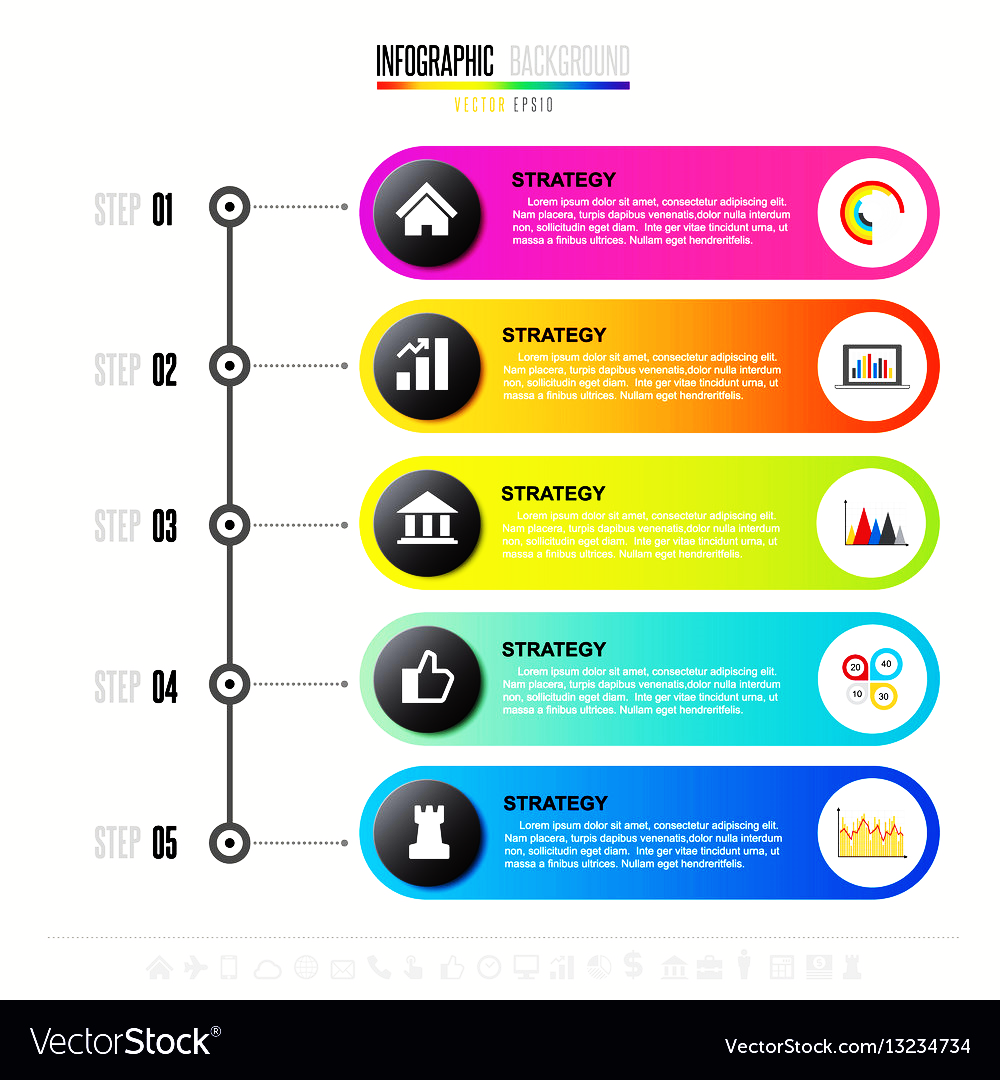 INFOGRAPHIC BACKGROUND
VECTOR EPS10
STEP 01
STRATEGY
Lorem ipsum dolor sit amet, consectetur adipiscing elit.
Nam placera, turpis dapibus venenatis,dolor nulla interdum
non, sollicitudin eget diam. Inte ger vitae tincidunt urna, ut
massa a finibus ultrices. Nullam eget hendreritfelis.
STEP 02
STRATEGY
Lorem ipsum dolor sit amet, consectetur adipiscing elit.
Nam placera, turpis dapibus venenatis,dolor nulla interdum
non, sollicitudin eget diam. Inte ger vitae tincidunt urna, ut
massa a finibus ultrices. Nullam eget hendreritfelis.
STEP 03
STRATEGY
Lorem ipsum dolor sit amet, consectetur adipiscing elit.
Nam placera, turpis dapibus venenatis,dolor nulla interdum
non, sollicitudin eget diam. Inte ger vitae tincidunt urna, ut
massa a finibus ultrices. Nullam eget hendreritfelis.
STEP 04
STRATEGY
Lorem ipsum dolor sit amet, consectetur adipiscing elit.
Nam placera, turpis dapibus venenatis,dolor nulla interdum
non, sollicitudin eget diam. Inte ger vitae tincidunt urna, ut
massa a finibus ultrices. Nullam eget hendreritfelis.
20 40
10 30
STEP 05
STRATEGY
Lorem ipsum dolor sit amet, consectetur adipiscing elit.
Nam placera, turpis dapibus venenatis,dolor nulla interdum
non, sollicitudin eget diam. Inte ger vitae tincidunt urna, ut
massa a finibus ultrices. Nullam eget hendreritfelis.
VectorStock®
VectorStock.com/13234734